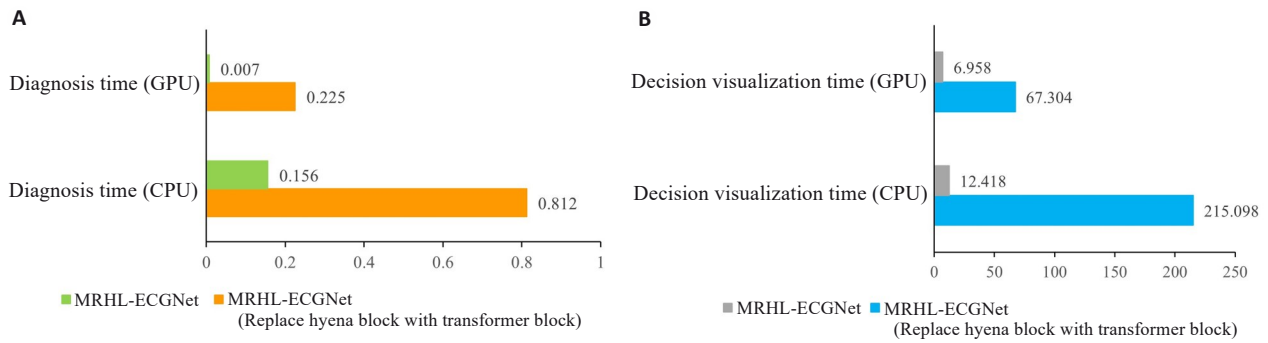 A
Diagnosis time (GPU)
0.007
0.225
Diagnosis time (CPU)
0.156
0.812
0
0.2
0.4
0.6
0.8
1
MRHL-ECGNet
MRHL-ECGNet
(Replace hyena block with transformer block)
B
Decision visualization time (GPU)
6.958
67.304
Decision visualization time (CPU)
12.418
215.098
0
50
100
150
200
250
MRHL-ECGNet
MRHL-ECGNet
(Replace hyena block with transformer block)